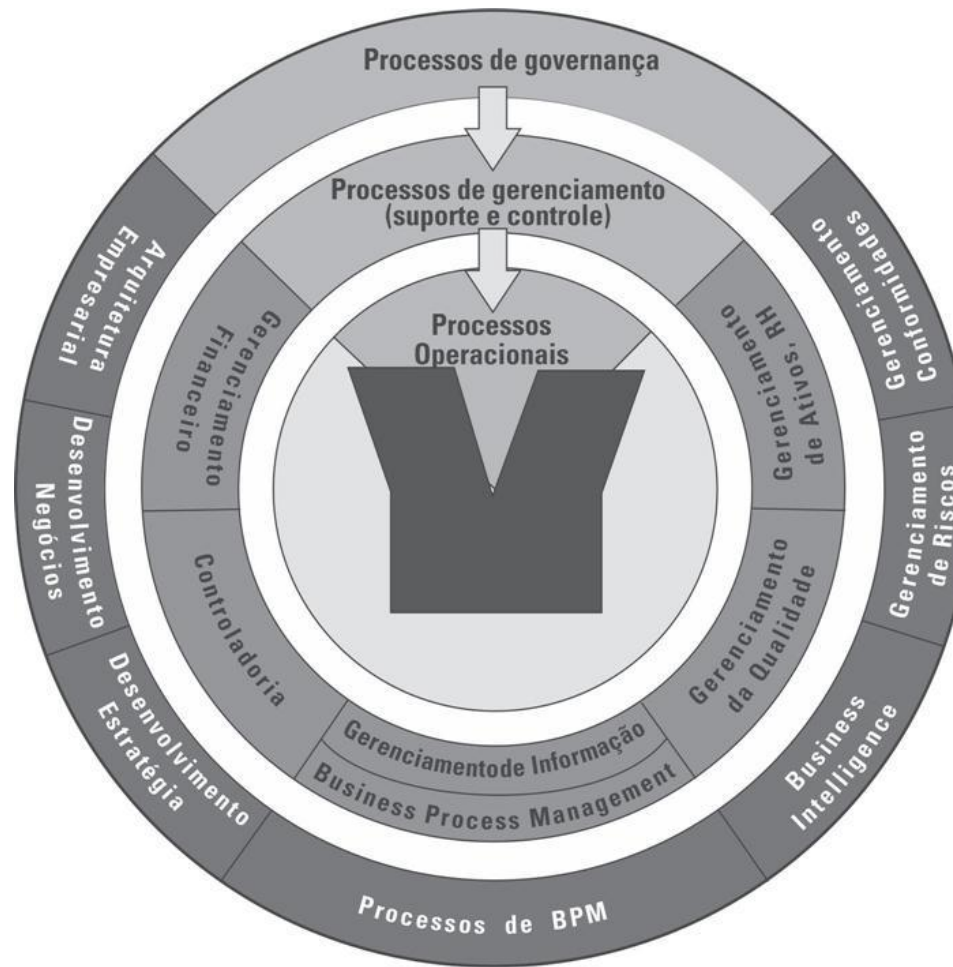 Processos de governança
Processos de gerenciamento
(suporte e controle)
Processos
Operacionais
Arquitetura
Empresarial
Desenvolvimento
Negócios
Desenvolvimento
Estratégia
Processos de BPM
Business
Intelligence
Gerenciamento
de Riscos
Gerenciamento
Conformidades
Gerenciamento
Financeiro
Controladoria
Gerenciamentode Informação
Business Process Management
Gerenciamento
da Qualidade
Gerenciamento
de Ativos, RH